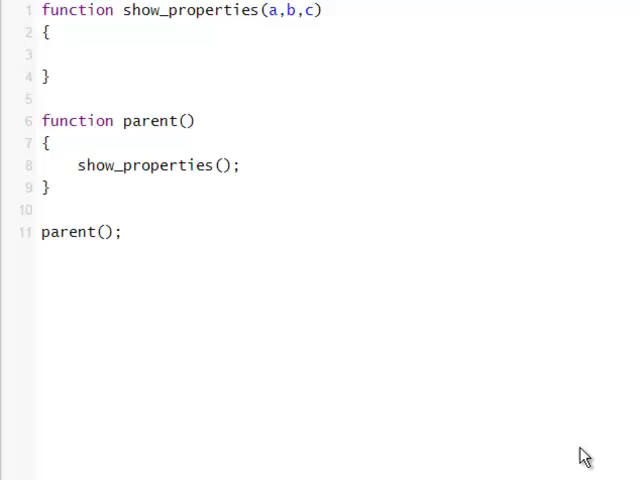 1 function show_properties(a,b,c)
2 {
3
4 }
5
6 function parent()
7 {
8     show_properties();
9 }
10
11 parent();